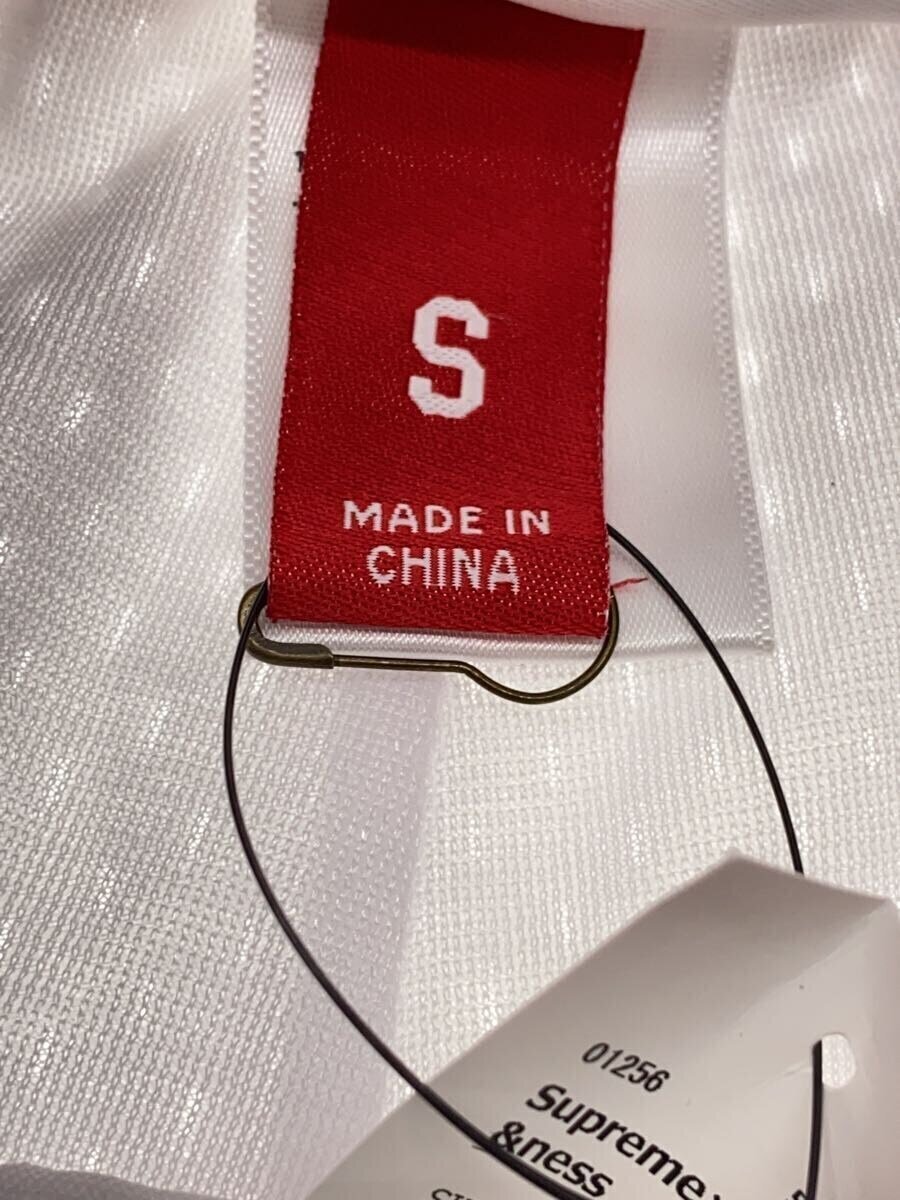 S
MADE IN
CHINA
01256
Supreme.
&ness